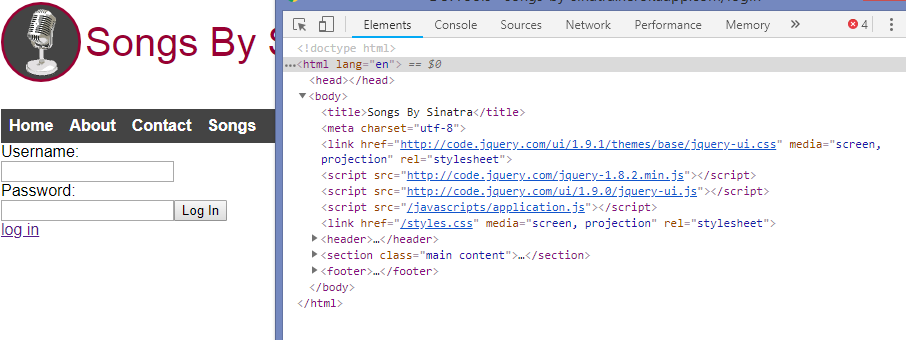 Songs By S
Home About Contact Songs
Username:
Password:
Log In
log in
Elements Console Sources Network Performance 4
<!doctype html>
…<html lang="en"> == $0
<head></head>
<body>
<title>Songs By Sinatra</title>
<meta charset="utf-8">
<link href="http://code.jquery.com/ui/1.9.1/themes/base/jquery-ui.css" media="screen,
projection" rel="stylesheet">
<script src="http://code.jquery.com/jquery-1.8.2.min.js"></script>
<script src="http://code.jquery.com/ui/1.9.0/jquery-ui.js"></script>
<script src="/javascripts/application.js"></script>
<link href="/styles.css" media="screen, projection" rel="stylesheet">
<header>…</header>
<section class="main content">…</section>
<footer>…</footer>
</body>
</html>